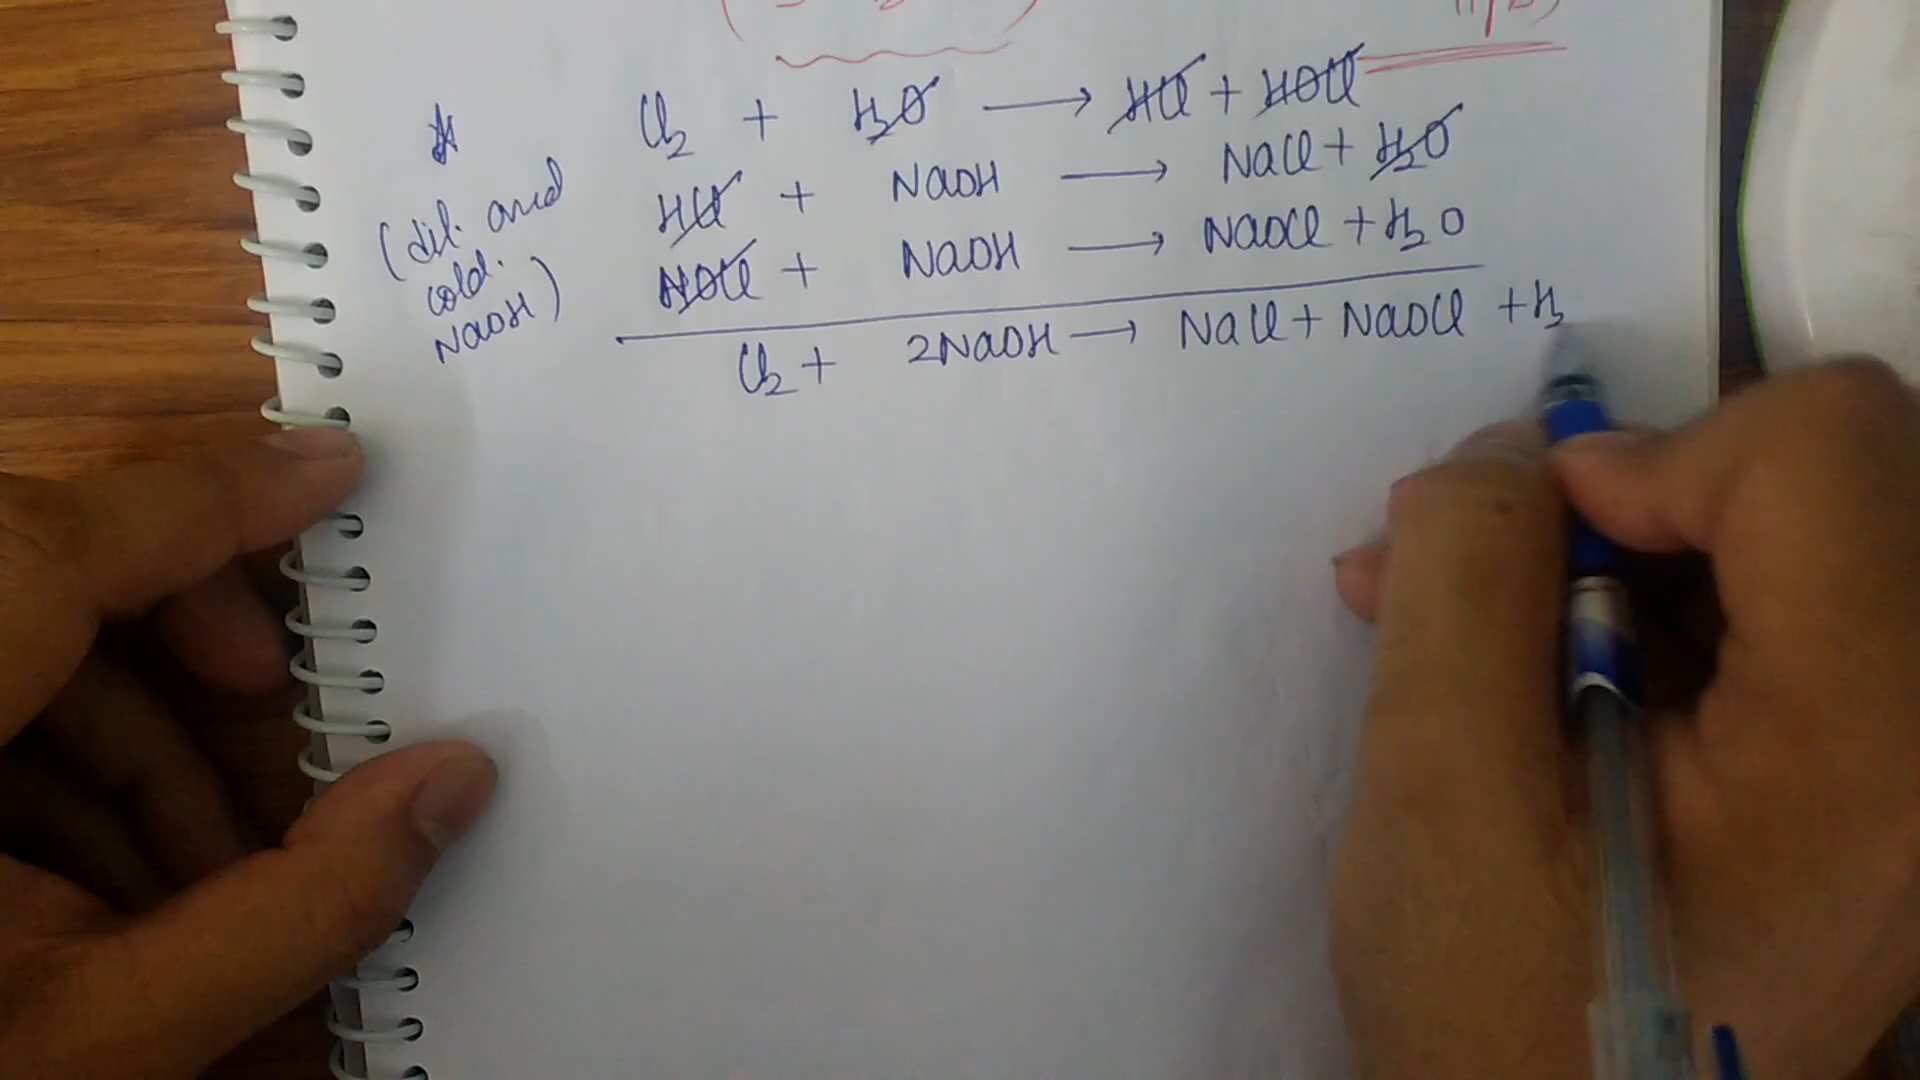 Cl2 + H2O → HCl + HOCl
HCl + NaOH → NaCl + H2O
HOCl + NaOH → NaOCl + H2O
Cl2 + 2NaOH → NaCl + NaOCl + H2
(dil. and
cold.
NaOH)